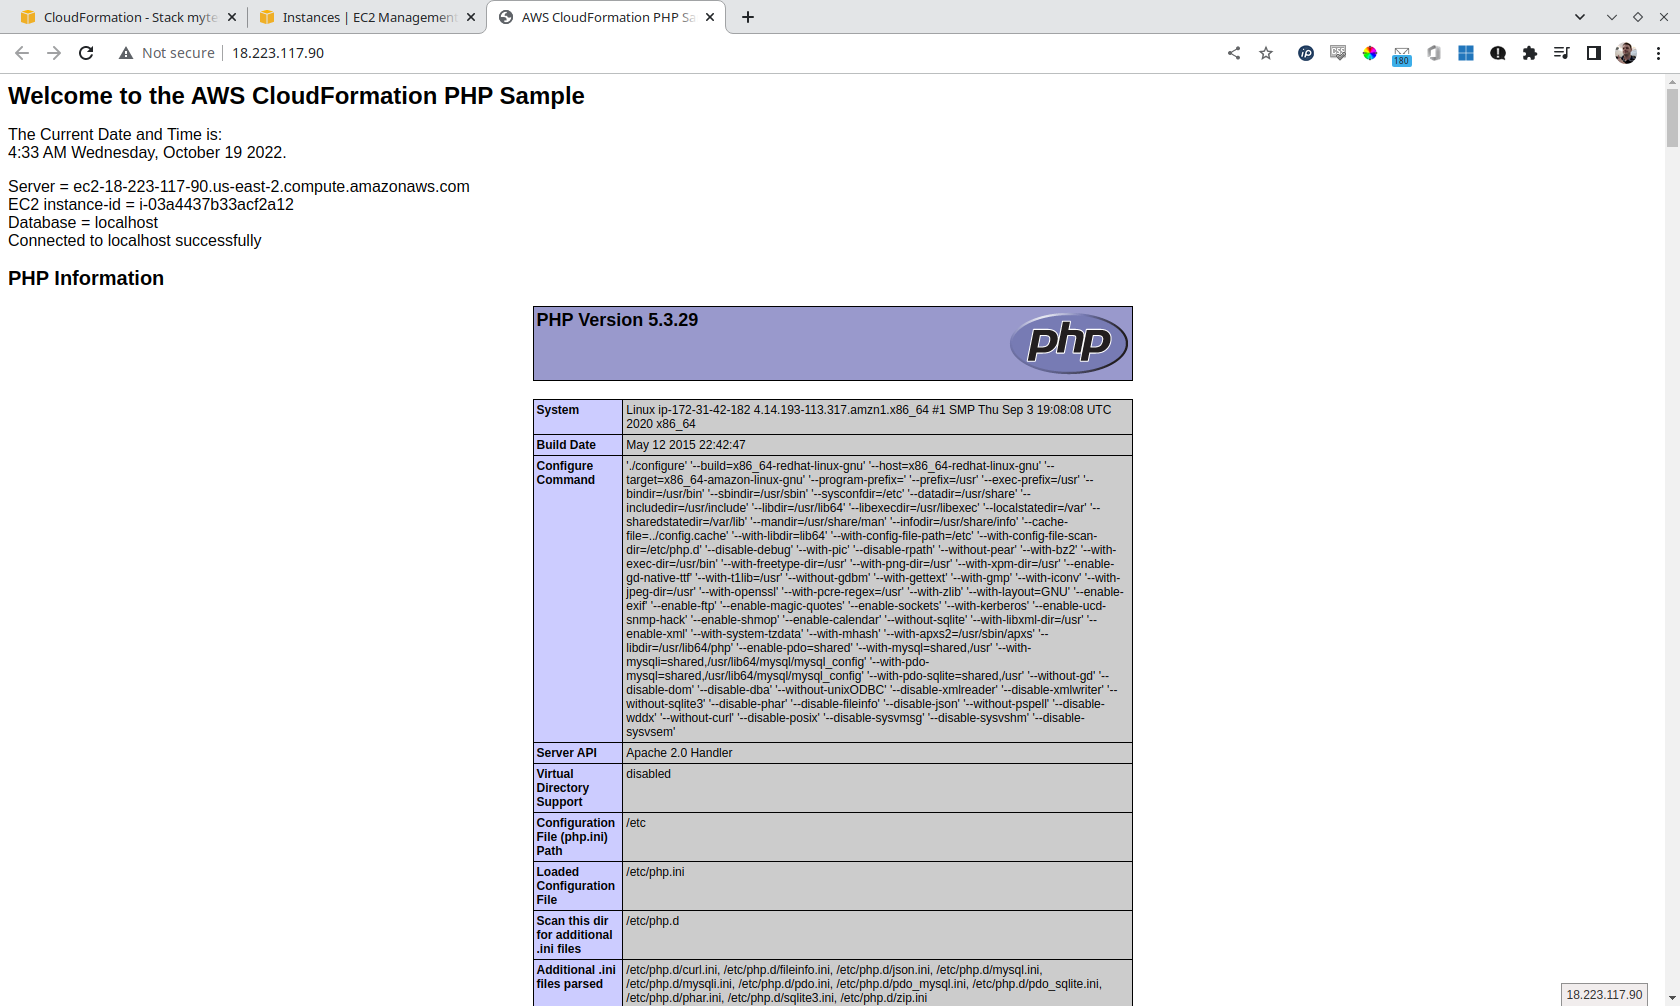 CloudFormation - Stack myte
Instances | EC2 Management
AWS CloudFormation PHP Sa
Not secure
18.223.117.90
CSS
180
Welcome to the AWS CloudFormation PHP Sample
The Current Date and Time is:
4:33 AM Wednesday, October 19 2022.
Server = ec2-18-223-117-90.us-east-2.compute.amazonaws.com
EC2 instance-id = i-03a4437b33acf2a12
Database = localhost
Connected to localhost successfully
PHP Information
PHP Version 5.3.29
php
System
Linux ip-172-31-42-182 4.14.193-113.317.amzn1.x86_64 #1 SMP Thu Sep 3 19:08:08 UTC
2020 x86_64
Build Date
May 12 2015 22:42:47
Configure
Command
'./configure' '--build=x86_64-redhat-linux-gnu' '--host=x86_64-redhat-linux-gnu' '--
target=x86_64-amazon-linux-gnu' '--program-prefix=' '--prefix=/usr' '--exec-prefix=/usr' '--
bindir=/usr/bin' '--sbindir=/usr/sbin' '--sysconfdir=/etc' '--datadir=/usr/share' '--
includedir=/usr/include' '--libdir=/usr/lib64' '--libexecdir=/usr/libexec' '--localstatedir=/var' '--
sharedstatedir=/var/lib' '--mandir=/usr/share/man' '--infodir=/usr/share/info' '--cache-
file=../config.cache' '--with-libdir=lib64' '--with-config-file-path=/etc' '--with-config-file-scan-
dir=/etc/php.d' '--disable-debug' '--with-pic' '--disable-rpath' '--without-pear' '--with-bz2' '--with-
exec-dir=/usr/bin' '--with-freetype-dir=/usr' '--with-png-dir=/usr' '--with-xpm-dir=/usr' '--enable-
gd-native-ttf' '--with-t1lib=/usr' '--without-gdbm' '--with-gettext' '--with-gmp' '--with-iconv' '--with-
jpeg-dir=/usr' '--with-openssl' '--with-pcre-regex=/usr' '--with-zlib' '--with-layout=GNU' '--enable-
exif' '--enable-ftp' '--enable-magic-quotes' '--enable-sockets' '--with-kerberos' '--enable-ucd-
snmp-hack' '--enable-shmop' '--enable-calendar' '--without-sqlite' '--with-libxml-dir=/usr' '--
enable-xml' '--with-system-tzdata' '--with-mhash' '--with-apxs2=/usr/sbin/apxs' '--
libdir=/usr/lib64/php' '--enable-pdo=shared' '--with-mysql=shared,/usr' '--with-
mysqli=shared,/usr/lib64/mysql/mysql_config' '--with-pdo-
mysql=shared,/usr/lib64/mysql/mysql_config' '--with-pdo-sqlite=shared,/usr' '--without-gd' '--
disable-dom' '--disable-dba' '--without-unixODBC' '--disable-xmlreader' '--disable-xmlwriter' '--
without-sqlite3' '--disable-phar' '--disable-fileinfo' '--disable-json' '--without-pspell' '--disable-
wddx' '--without-curl' '--disable-posix' '--disable-sysvmsg' '--disable-sysvshm' '--disable-
sysvsem'
Server API
Apache 2.0 Handler
Virtual
Directory
Support
disabled
Configuration
File (php.ini)
Path
/etc
Loaded
Configuration
File
/etc/php.ini
Scan this dir
for additional
.ini files
/etc/php.d
Additional .ini
files parsed
/etc/php.d/curl.ini, /etc/php.d/fileinfo.ini, /etc/php.d/json.ini, /etc/php.d/mysql.ini,
/etc/php.d/mysqli.ini, /etc/php.d/pdo.ini, /etc/php.d/pdo_mysql.ini, /etc/php.d/pdo_sqlite.ini,
/etc/php.d/phar.ini, /etc/php.d/sqlite3.ini, /etc/php.d/zip.ini
18.223.117.90